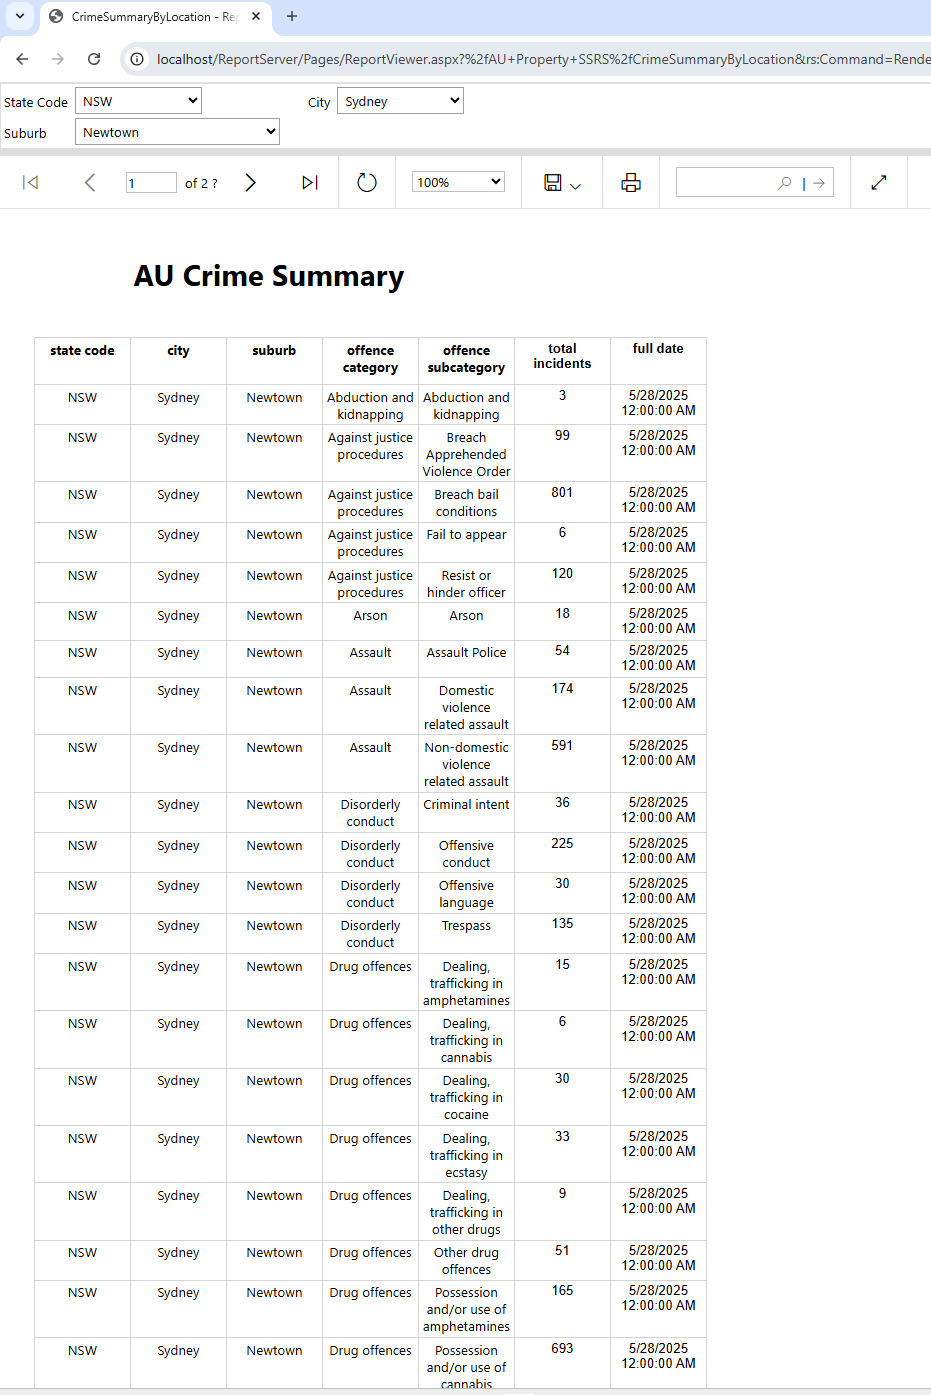 CrimeSummaryByLocation - Rep
localhost/ReportServer/Pages/ReportViewer.aspx?%2fAU+Property+SSRS%2fCrimeSummaryByLocation&rs:Command=Rende
State Code NSW City Sydney
Suburb Newtown
1 of 2 ? 100%
AU Crime Summary
state code city suburb offence category offence subcategory total incidents full date
NSW Sydney Newtown Abduction and kidnapping Abduction and kidnapping 3 5/28/2025 12:00:00 AM
NSW Sydney Newtown Against justice procedures Breach Apprehended Violence Order 99 5/28/2025 12:00:00 AM
NSW Sydney Newtown Against justice procedures Breach bail conditions 801 5/28/2025 12:00:00 AM
NSW Sydney Newtown Against justice procedures Fail to appear 6 5/28/2025 12:00:00 AM
NSW Sydney Newtown Against justice procedures Resist or hinder officer 120 5/28/2025 12:00:00 AM
NSW Sydney Newtown Arson Arson 18 5/28/2025 12:00:00 AM
NSW Sydney Newtown Assault Assault Police 54 5/28/2025 12:00:00 AM
NSW Sydney Newtown Assault Domestic violence related assault 174 5/28/2025 12:00:00 AM
NSW Sydney Newtown Assault Non-domestic violence related assault 591 5/28/2025 12:00:00 AM
NSW Sydney Newtown Disorderly conduct Criminal intent 36 5/28/2025 12:00:00 AM
NSW Sydney Newtown Disorderly conduct Offensive conduct 225 5/28/2025 12:00:00 AM
NSW Sydney Newtown Disorderly conduct Offensive language 30 5/28/2025 12:00:00 AM
NSW Sydney Newtown Disorderly conduct Trespass 135 5/28/2025 12:00:00 AM
NSW Sydney Newtown Drug offences Dealing, trafficking in amphetamines 15 5/28/2025 12:00:00 AM
NSW Sydney Newtown Drug offences Dealing, trafficking in cannabis 6 5/28/2025 12:00:00 AM
NSW Sydney Newtown Drug offences Dealing, trafficking in cocaine 30 5/28/2025 12:00:00 AM
NSW Sydney Newtown Drug offences Dealing, trafficking in ecstasy 33 5/28/2025 12:00:00 AM
NSW Sydney Newtown Drug offences Dealing, trafficking in other drugs 9 5/28/2025 12:00:00 AM
NSW Sydney Newtown Drug offences Other drug offences 51 5/28/2025 12:00:00 AM
NSW Sydney Newtown Drug offences Possession and/or use of amphetamines 165 5/28/2025 12:00:00 AM
NSW Sydney Newtown Drug offences Possession and/or use of cannabis 693 5/28/2025 12:00:00 AM